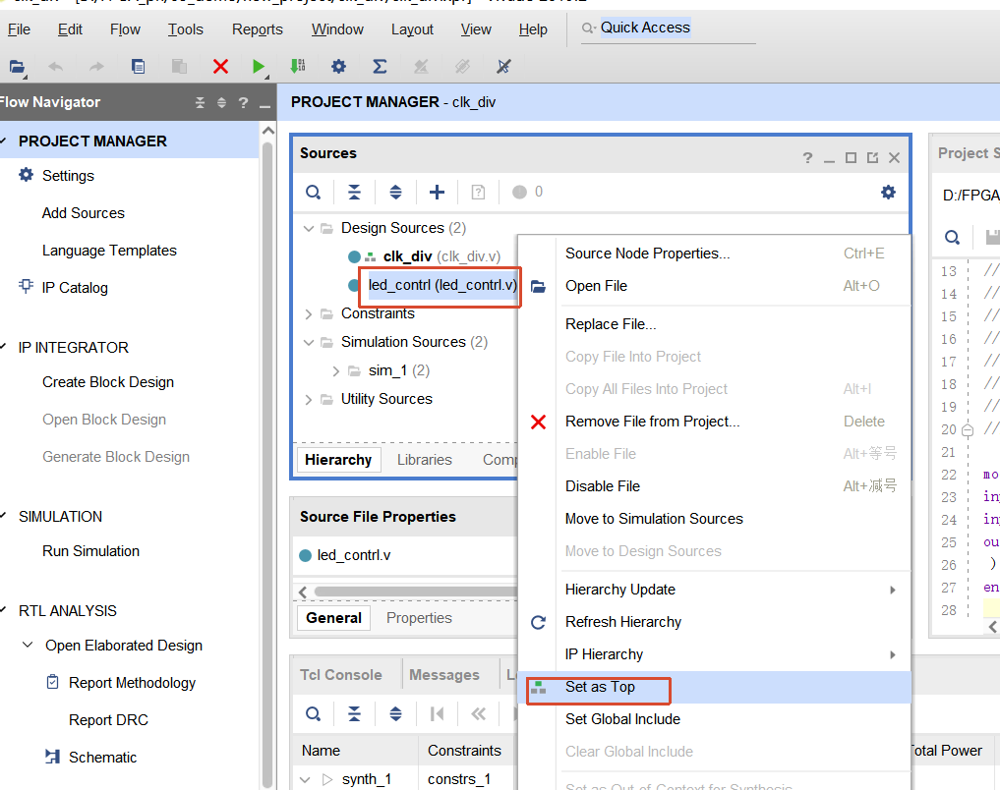 File Edit Flow Tools Reports Window Layout View Help Quick Access
Flow Navigator
PROJECT MANAGER - clk_div
PROJECT MANAGER
Settings
Add Sources
Language Templates
IP Catalog
IP INTEGRATOR
Create Block Design
Open Block Design
Generate Block Design
SIMULATION
Run Simulation
RTL ANALYSIS
Open Elaborated Design
Report Methodology
Report DRC
Schematic
Sources
0
Design Sources (2)
clk_div (clk_div.v)
led_contrl (led_contrl.v)
Constraints
Simulation Sources (2)
sim_1 (2)
Utility Sources
Hierarchy Libraries Comp
Source File Properties
led_contrl.v
General Properties
Tcl Console Messages
Name Constraints
synth_1 constrs_1
Total Power
Source Node Properties... Ctrl+E
Open File Alt+O
Replace File...
Copy File Into Project
Copy All Files Into Project Alt+I
Remove File from Project... Delete
Enable File Alt+等号
Disable File Alt+减号
Move to Simulation Sources
Move to Design Sources
Hierarchy Update
Refresh Hierarchy
IP Hierarchy
Set as Top
Set Global Include
Clear Global Include
Set as Out-of-Context for Synthesis
Project S
D:/FPGA
13 //
14 //
15 //
16 //
17 //
18 //
19 //
20 //
21
22 mo
23 in
24 in
25 ou
26 )
27 en
28